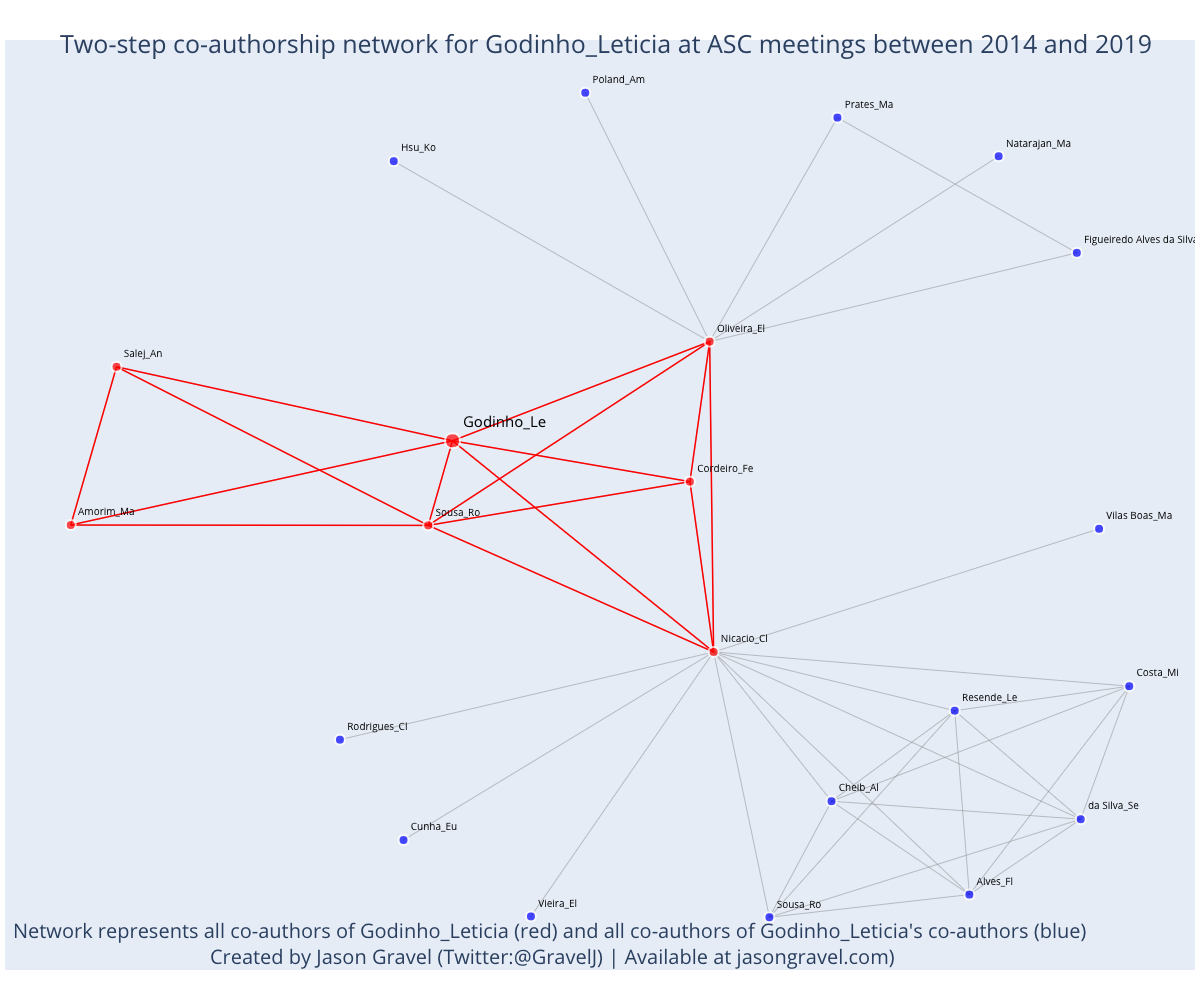 Two-step co-authorship network for Godinho_Leticia at ASC meetings between 2014 and 2019
Poland_Am
Prates_Ma
Hsu_Ko
Natarajan_Ma
Figueiredo Alves da Silva
Oliveira_El
Salej_An
Godinho_Le
Cordeiro_Fe
Amorim_Ma
Sousa_Ro
Vilas Boas_Ma
Nicacio_Cl
Costa_Mi
Resende_Le
Rodrigues_Cl
Cheib_Al
da Silva_Se
Cunha_Eu
Alves_Fl
Vieira_El
Sousa_Ro
Network represents all co-authors of Godinho_Leticia (red) and all co-authors of Godinho_Leticia's co-authors (blue)
Created by Jason Gravel (Twitter:@GravelJ) | Available at jasongravel.com)